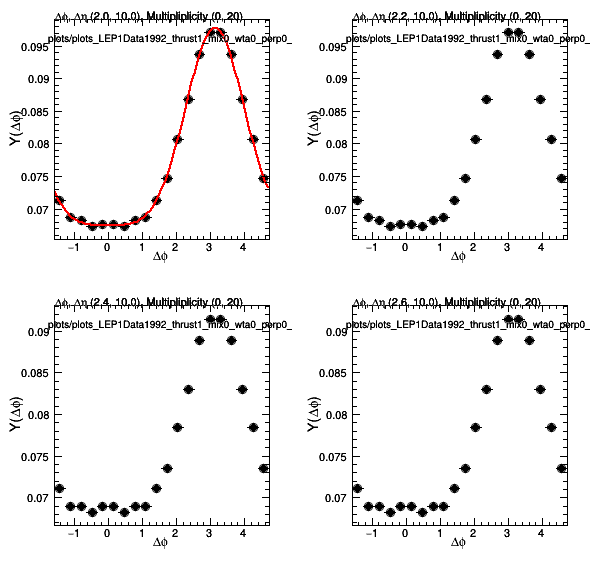 Δϕ, Δη (2.0, 10.0), Multipliplicity (0, 20)
plots/plots_LEP1Data1992_thrust1_mix0_wta0_perp0_
Y(Δϕ)
0.095
0.09
0.085
0.08
0.075
0.07
−1 0 1 2 3 4
Δϕ
Δϕ, Δη (2.2, 10.0), Multipliplicity (0, 20)
plots/plots_LEP1Data1992_thrust1_mix0_wta0_perp0_
Y(Δϕ)
0.095
0.09
0.085
0.08
0.075
0.07
−1 0 1 2 3 4
Δϕ
Δϕ, Δη (2.4, 10.0), Multipliplicity (0, 20)
plots/plots_LEP1Data1992_thrust1_mix0_wta0_perp0_
Y(Δϕ)
0.09
0.085
0.08
0.075
0.07
−1 0 1 2 3 4
Δϕ
Δϕ, Δη (2.6, 10.0), Multipliplicity (0, 20)
plots/plots_LEP1Data1992_thrust1_mix0_wta0_perp0_
Y(Δϕ)
0.09
0.085
0.08
0.075
0.07
−1 0 1 2 3 4
Δϕ